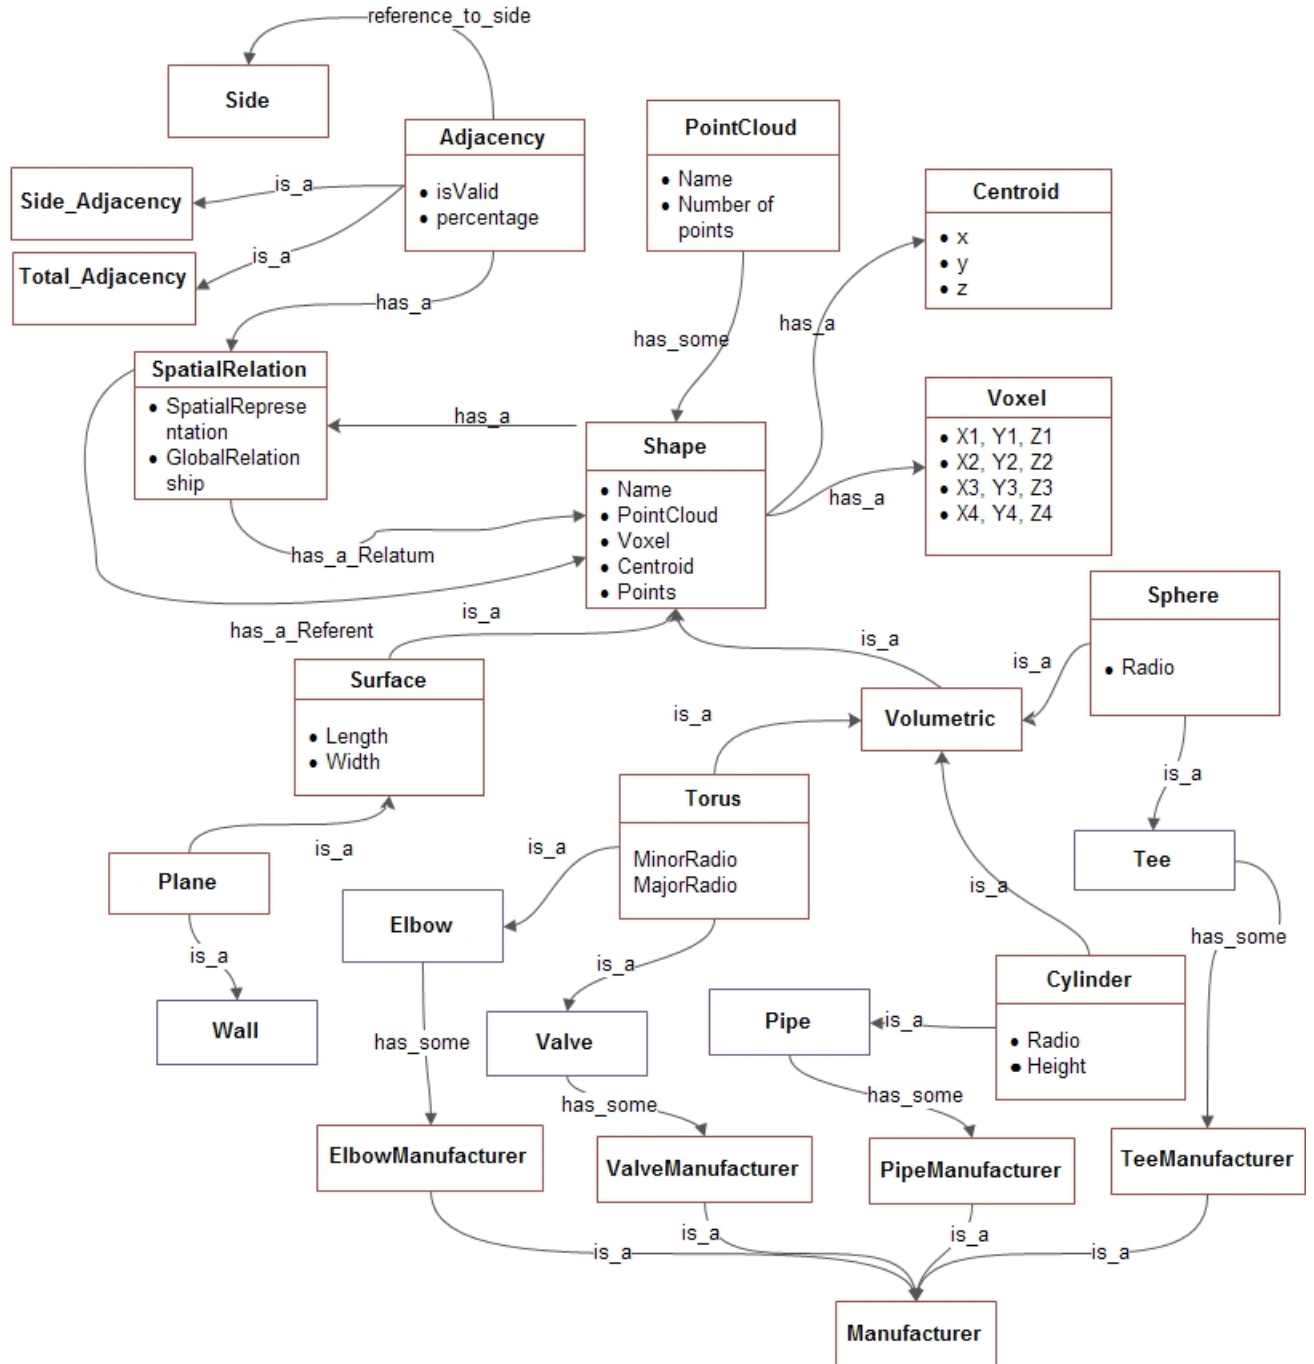 reference_to_side
Side
Adjacency
• isValid
• percentage
PointCloud
• Name
• Number of
points
Centroid
• x
• y
• z
is_a
Side_Adjacency
is_a
Total_Adjacency
has_a
has_some
has_a
SpatialRelation
• SpatialReprese
ntation
• GlobalRelation
ship
has_a
Shape
• Name
• PointCloud
• Voxel
• Centroid
• Points
Voxel
• X1, Y1, Z1
• X2, Y2, Z2
• X3, Y3, Z3
• X4, Y4, Z4
has_a
has_a_Relatum
has_a_Referent
is_a
is_a
Sphere
• Radio
is_a
Surface
• Length
• Width
is_a
Volumetric
is_a
Torus
MinorRadio
MajorRadio
is_a
Plane
is_a
Elbow
is_a
Tee
is_a
Wall
is_a
Valve
Pipe
is_a
is_a
Cylinder
• Radio
• Height
has_some
has_some
has_some
has_some
ElbowManufacturer
ValveManufacturer
PipeManufacturer
TeeManufacturer
is_a
is_a
is_a
is_a
Manufacturer